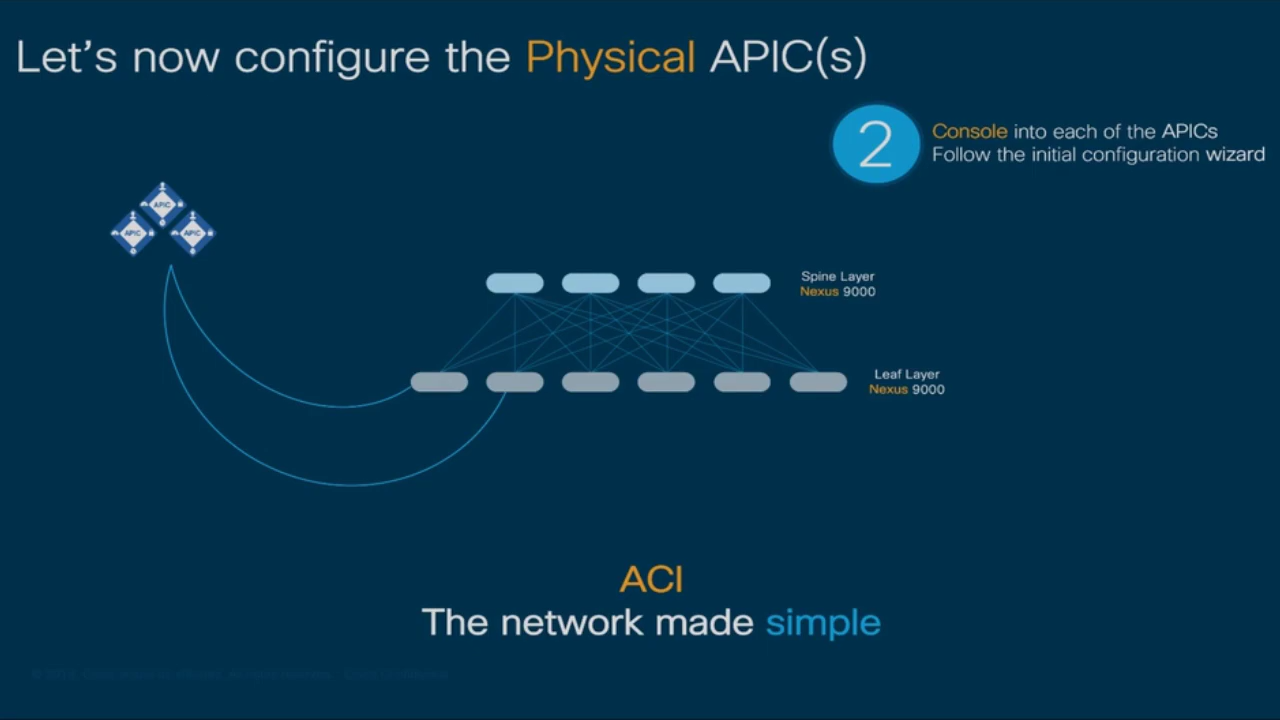 Let's now configure the Physical APIC(s)
2
Console into each of the APICs
Follow the initial configuration wizard
APIC
APIC
APIC
Spine Layer
Nexus 9000
Leaf Layer
Nexus 9000
ACI
The network made simple